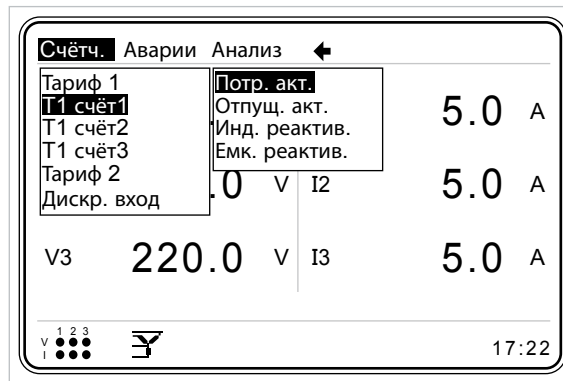 Счётч. Аварии Анализ
Тариф 1
Т1 счёт1
Т1 счёт2
Т1 счёт3
Тариф 2
Дискр. вход
Потр. акт.
Отпущ. акт.
Инд. реактив.
Емк. реактив.
5.0 A
.0 V I2 5.0 A
V3 220.0 V I3 5.0 A
1 2 3
V
I
17:22